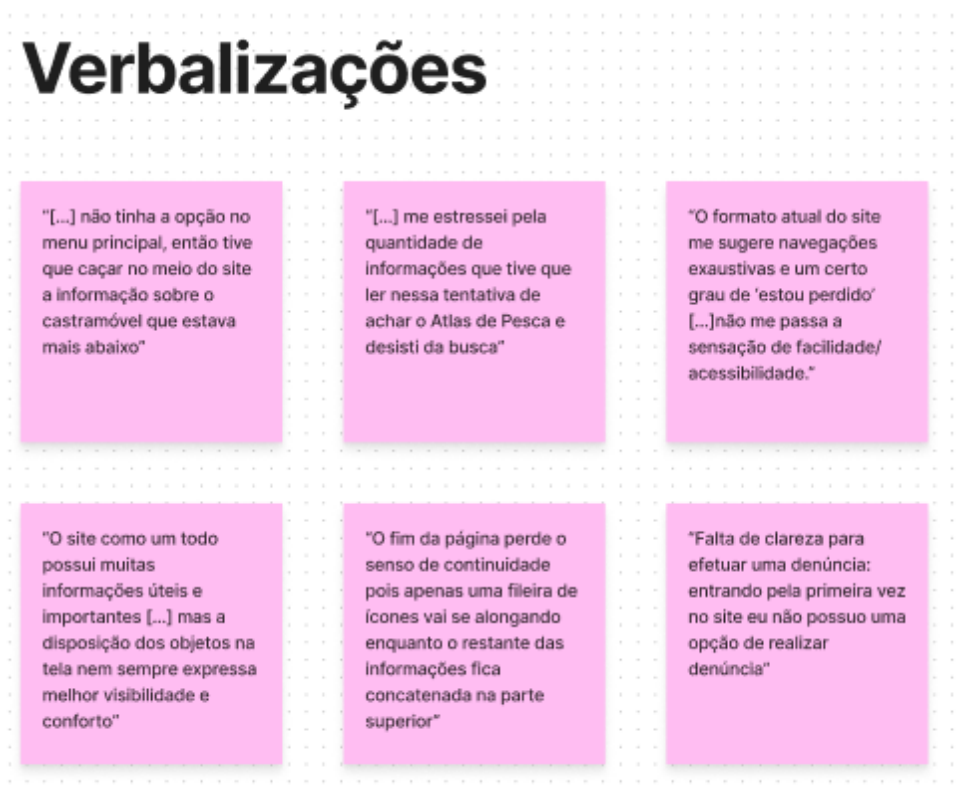 Verbalizações
"[...] não tinha a opção no
menu principal, então tive
que caçar no meio do site
a informação sobre o
castramóvel que estava
mais abaixo"
"[...] me estressei pela
quantidade de
informações que tive que
ler nessa tentativa de
achar o Atlas de Pesca e
desisti da busca"
"O formato atual do site
me sugere navegações
exaustivas e um certo
grau de 'estou perdido'
[...]não me passa a
sensação de facilidade/
acessibilidade."
"O site como um todo
possui muitas
informações úteis e
importantes [...] mas a
disposição dos objetos na
tela nem sempre expressa
melhor visibilidade e
conforto"
"O fim da página perde o
senso de continuidade
pois apenas uma fileira de
ícones vai se alongando
enquanto o restante das
informações fica
concatenada na parte
superior"
"Falta de clareza para
efetuar uma denúncia:
entrando pela primeira vez
no site eu não possuo uma
opção de realizar
denúncia"